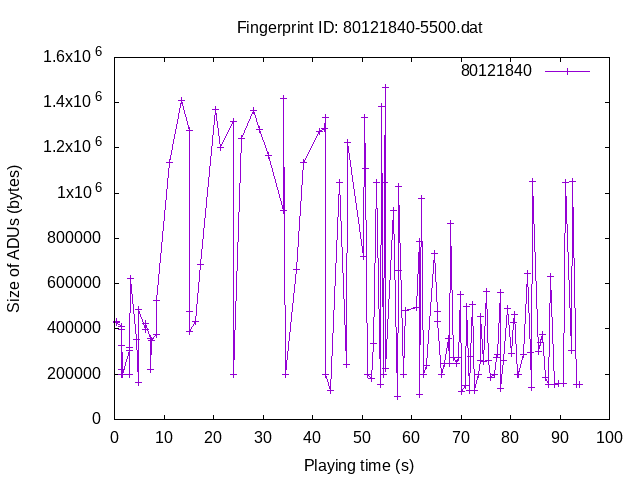 Fingerprint ID: 80121840-5500.dat
80121840
Size of ADUs (bytes)
1.6x10^6
1.4x10^6
1.2x10^6
1x10^6
800000
600000
400000
200000
0
0 10 20 30 40 50 60 70 80 90 100
Playing time (s)